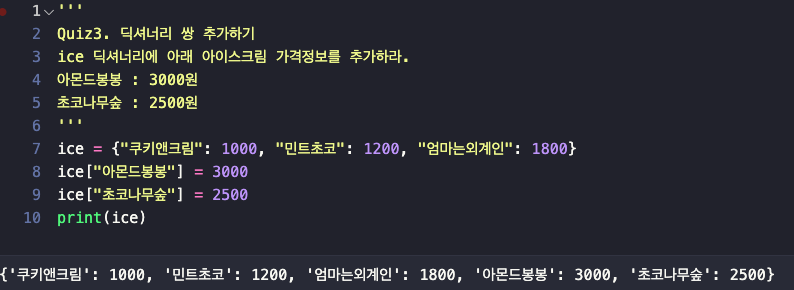 1 '''
2 Quiz3. 딕셔너리 쌍 추가하기
3 ice 딕셔너리에 아래 아이스크림 가격정보를 추가하라.
4 아몬드봉봉 : 3000원
5 초코나무숲 : 2500원
6 '''
7 ice = {"쿠키앤크림": 1000, "민트초코": 1200, "엄마는외계인": 1800}
8 ice["아몬드봉봉"] = 3000
9 ice["초코나무숲"] = 2500
10 print(ice)
{'쿠키앤크림': 1000, '민트초코': 1200, '엄마는외계인': 1800, '아몬드봉봉': 3000, '초코나무숲': 2500}